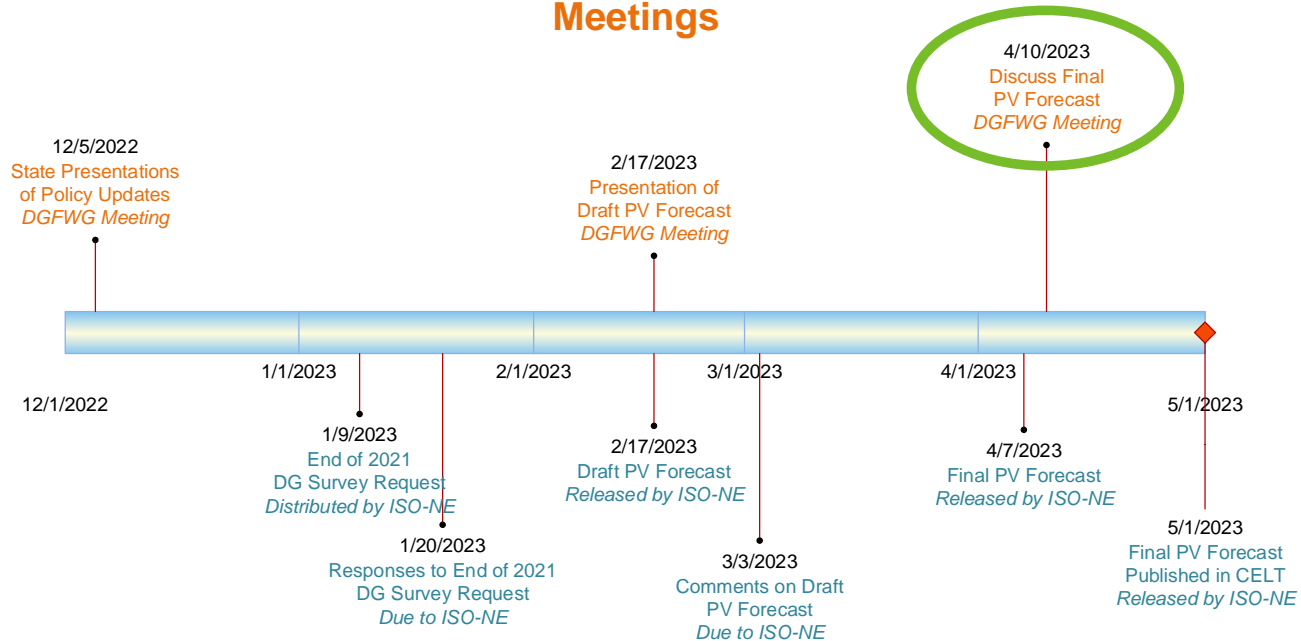 Meetings
4/10/2023
Discuss Final
PV Forecast
DGFWG Meeting
12/5/2022
State Presentations
of Policy Updates
DGFWG Meeting
2/17/2023
Presentation of
Draft PV Forecast
DGFWG Meeting
12/1/2022
1/1/2023
2/1/2023
3/1/2023
4/1/2023
5/1/2023
1/9/2023
End of 2021
DG Survey Request
Distributed by ISO-NE
1/20/2023
Responses to End of 2021
DG Survey Request
Due to ISO-NE
2/17/2023
Draft PV Forecast
Released by ISO-NE
3/3/2023
Comments on Draft
PV Forecast
Due to ISO-NE
4/7/2023
Final PV Forecast
Released by ISO-NE
5/1/2023
Final PV Forecast
Published in CELT
Released by ISO-NE